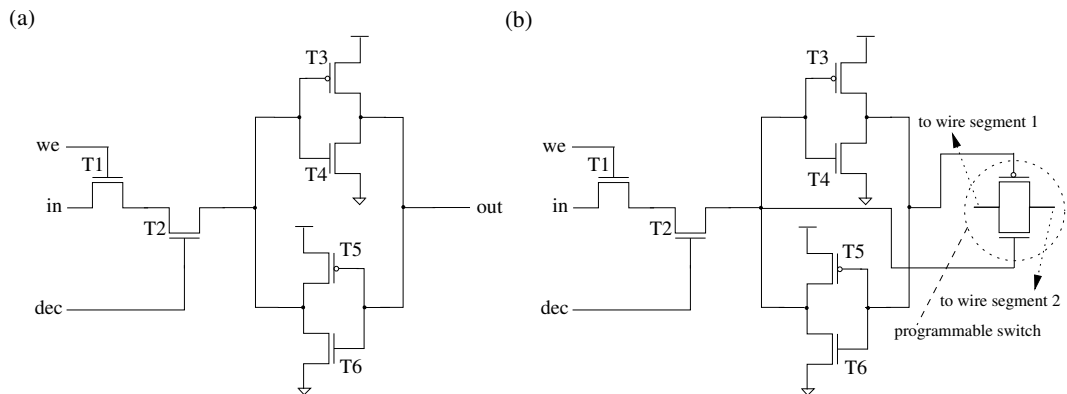 (a)
T3
T4
we
T1
in
T2
out
T5
dec
T6
(b)
T3
to wire segment 1
we
T1
T4
in
T2
T5
dec
to wire segment 2
programmable switch
T6